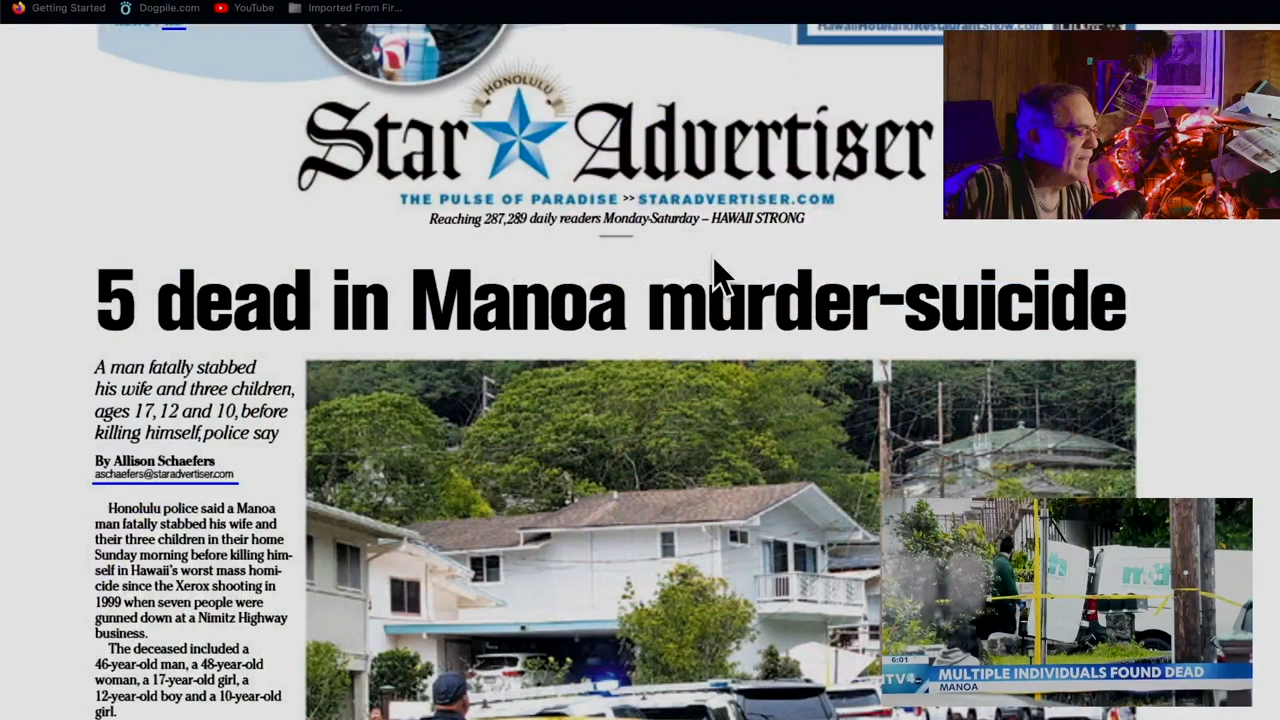 Getting Started
Dogpile.com
YouTube
Imported From Fir...
HONOLULU
Star Advertiser
THE PULSE OF PARADISE >> STARADVERTISER.COM
Reaching 287,289 daily readers Monday-Saturday – HAWAII STRONG
5 dead in Manoa murder-suicide
A man fatally stabbed
his wife and three children,
ages 17, 12 and 10, before
killing himself, police say
By Allison Schaefers
aschaefers@staradvertiser.com
Honolulu police said a Manoa
man fatally stabbed his wife and
their three children in their home
Sunday morning before killing him-
self in Hawaii's worst mass homi-
cide since the Xerox shooting in
1999 when seven people were
gunned down at a Nimitz Highway
business.
The deceased included a
46-year-old man, a 48-year-old
woman, a 17-year-old girl, a
12-year-old boy and a 10-year-old
girl.
6:01
MULTIPLE INDIVIDUALS FOUND DEAD
MANOA